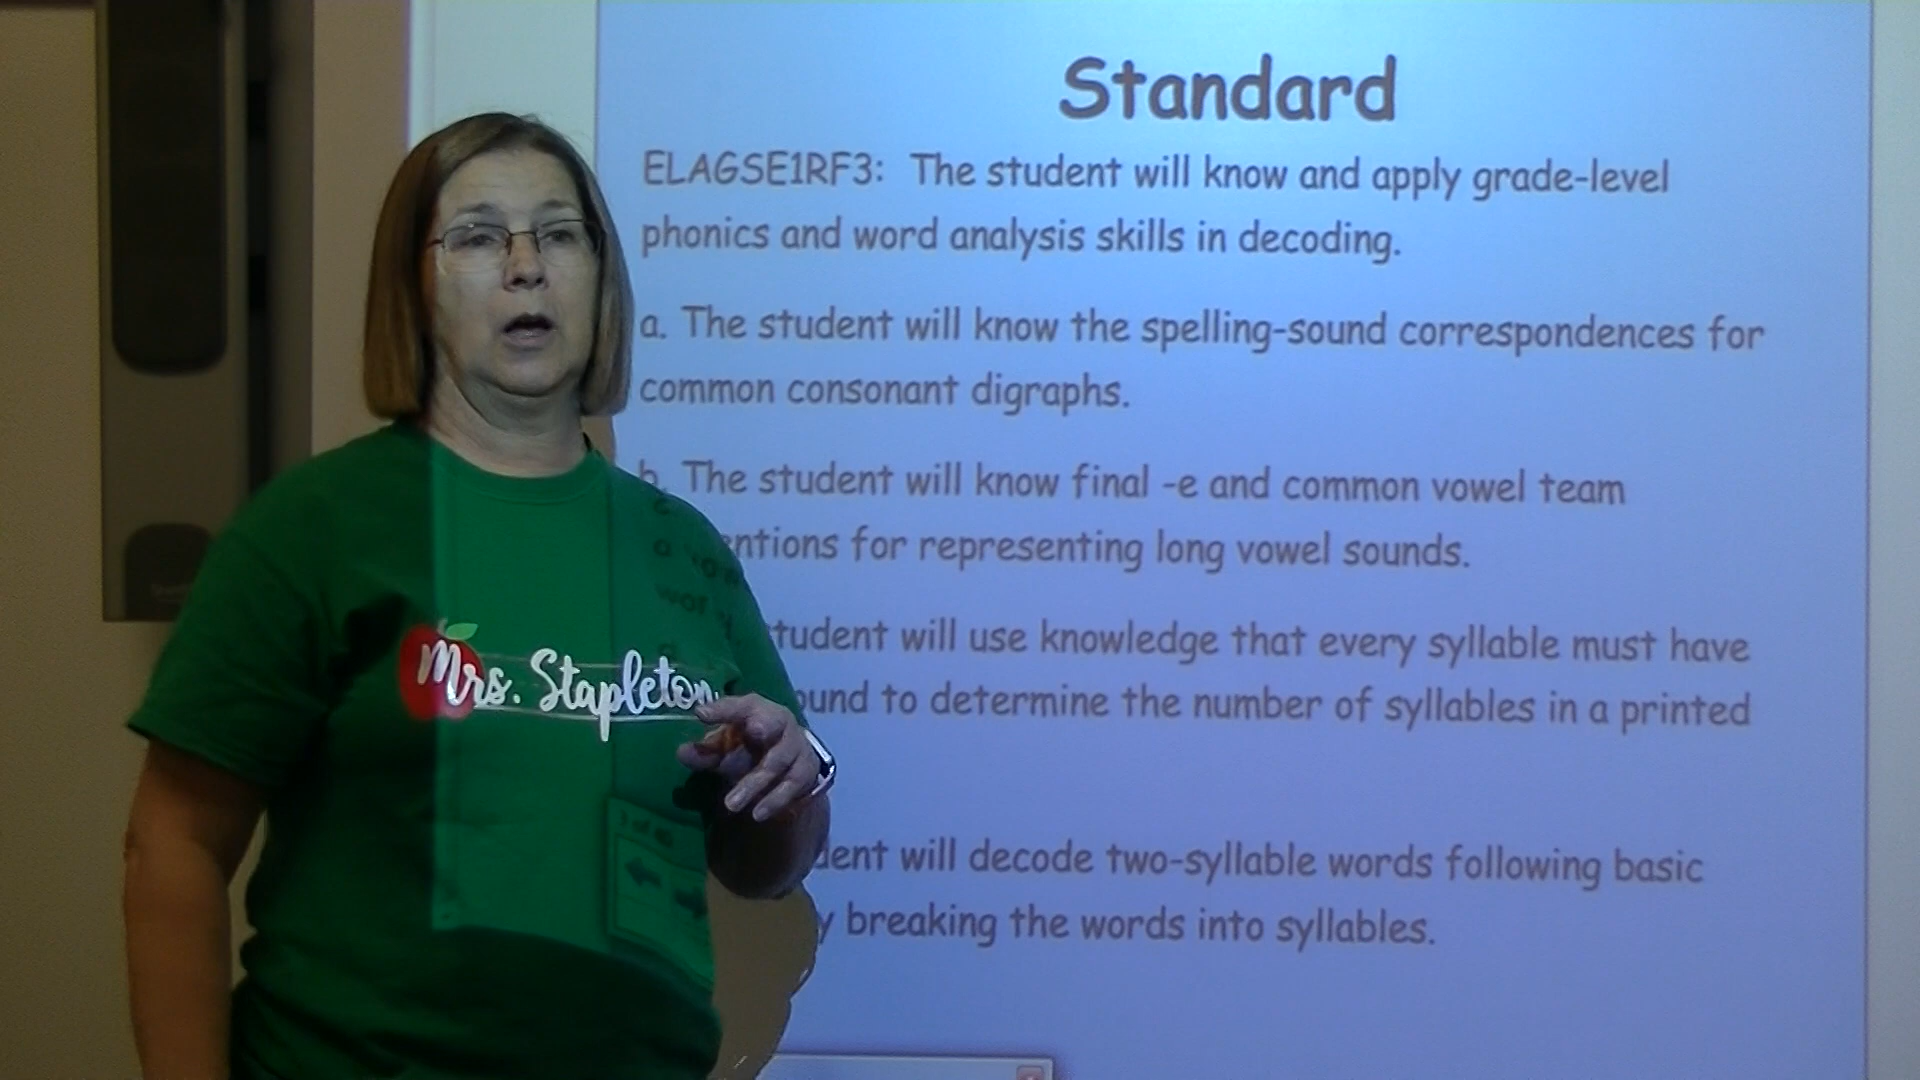 Standard
ELAGSE1RF3: The student will know and apply grade-level
phonics and word analysis skills in decoding.
a. The student will know the spelling-sound correspondences for
common consonant digraphs.
b. The student will know final -e and common vowel team
ntions for representing long vowel sounds.
tudent will use knowledge that every syllable must have
ound to determine the number of syllables in a printed
dent will decode two-syllable words following basic
y breaking the words into syllables.
Mrs. Stapleton